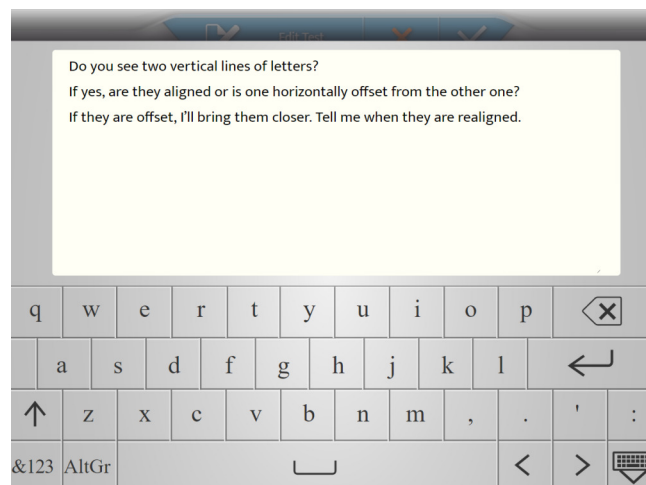 Edit Test
Do you see two vertical lines of letters?
If yes, are they aligned or is one horizontally offset from the other one?
If they are offset, I'll bring them closer. Tell me when they are realigned.
q w e r t y u i o p
a s d f g h j k l
z x c v b n m , . ' :
&123 AltGr < >